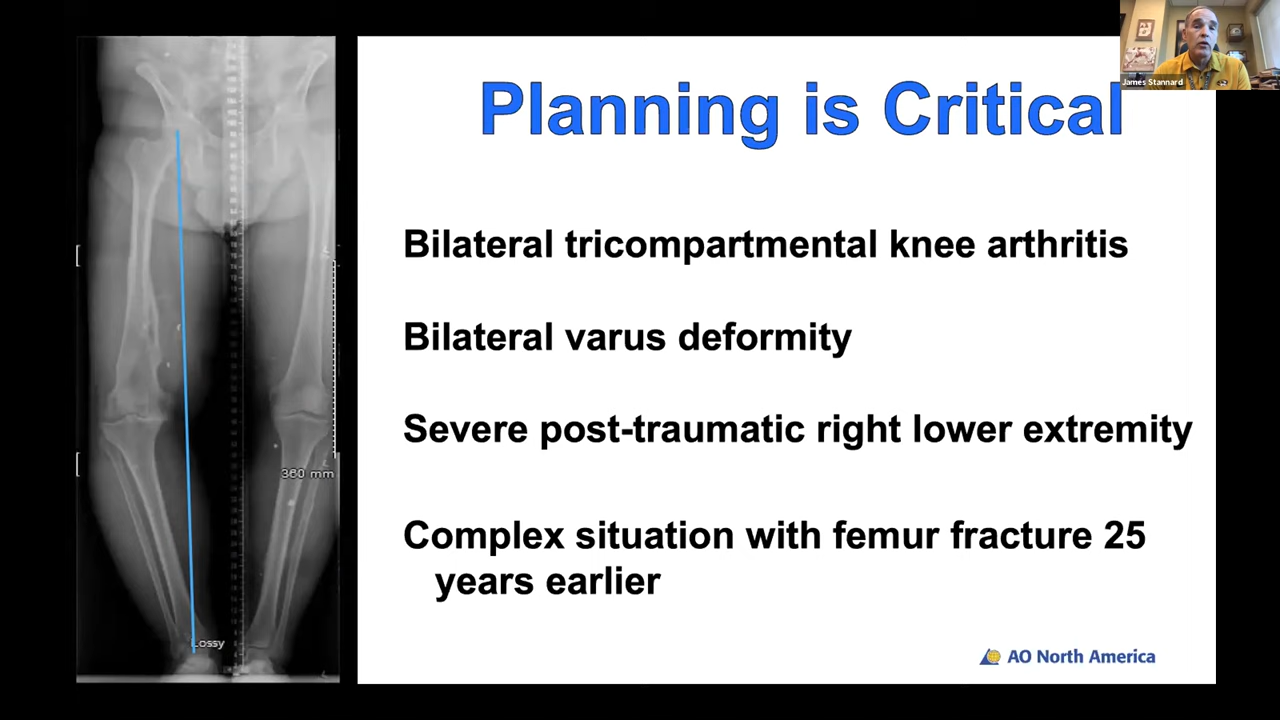 James Stannard
Planning is Critical
Bilateral tricompartmental knee arthritis
Bilateral varus deformity
Severe post-traumatic right lower extremity
Complex situation with femur fracture 25
years earlier
360 mm
Lossy
AO North America